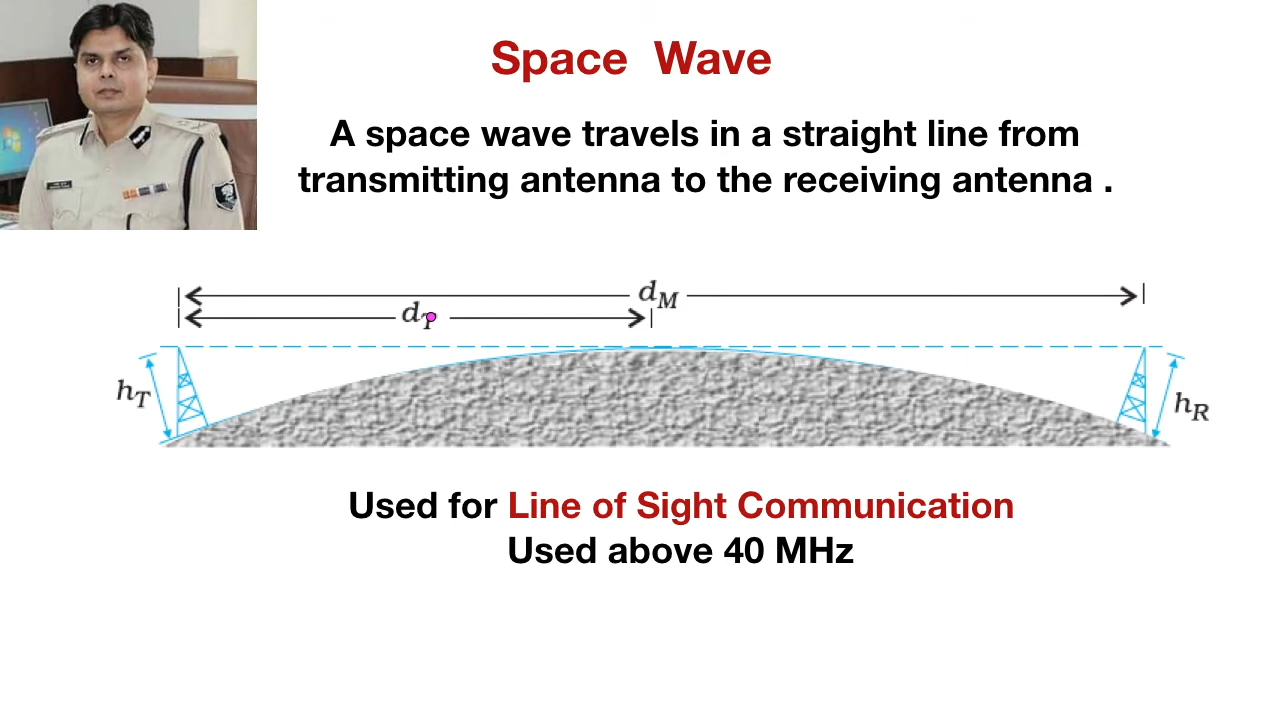 Space Wave
A space wave travels in a straight line from
transmitting antenna to the receiving antenna .
dM
dT
hT
hR
Used for Line of Sight Communication
Used above 40 MHz